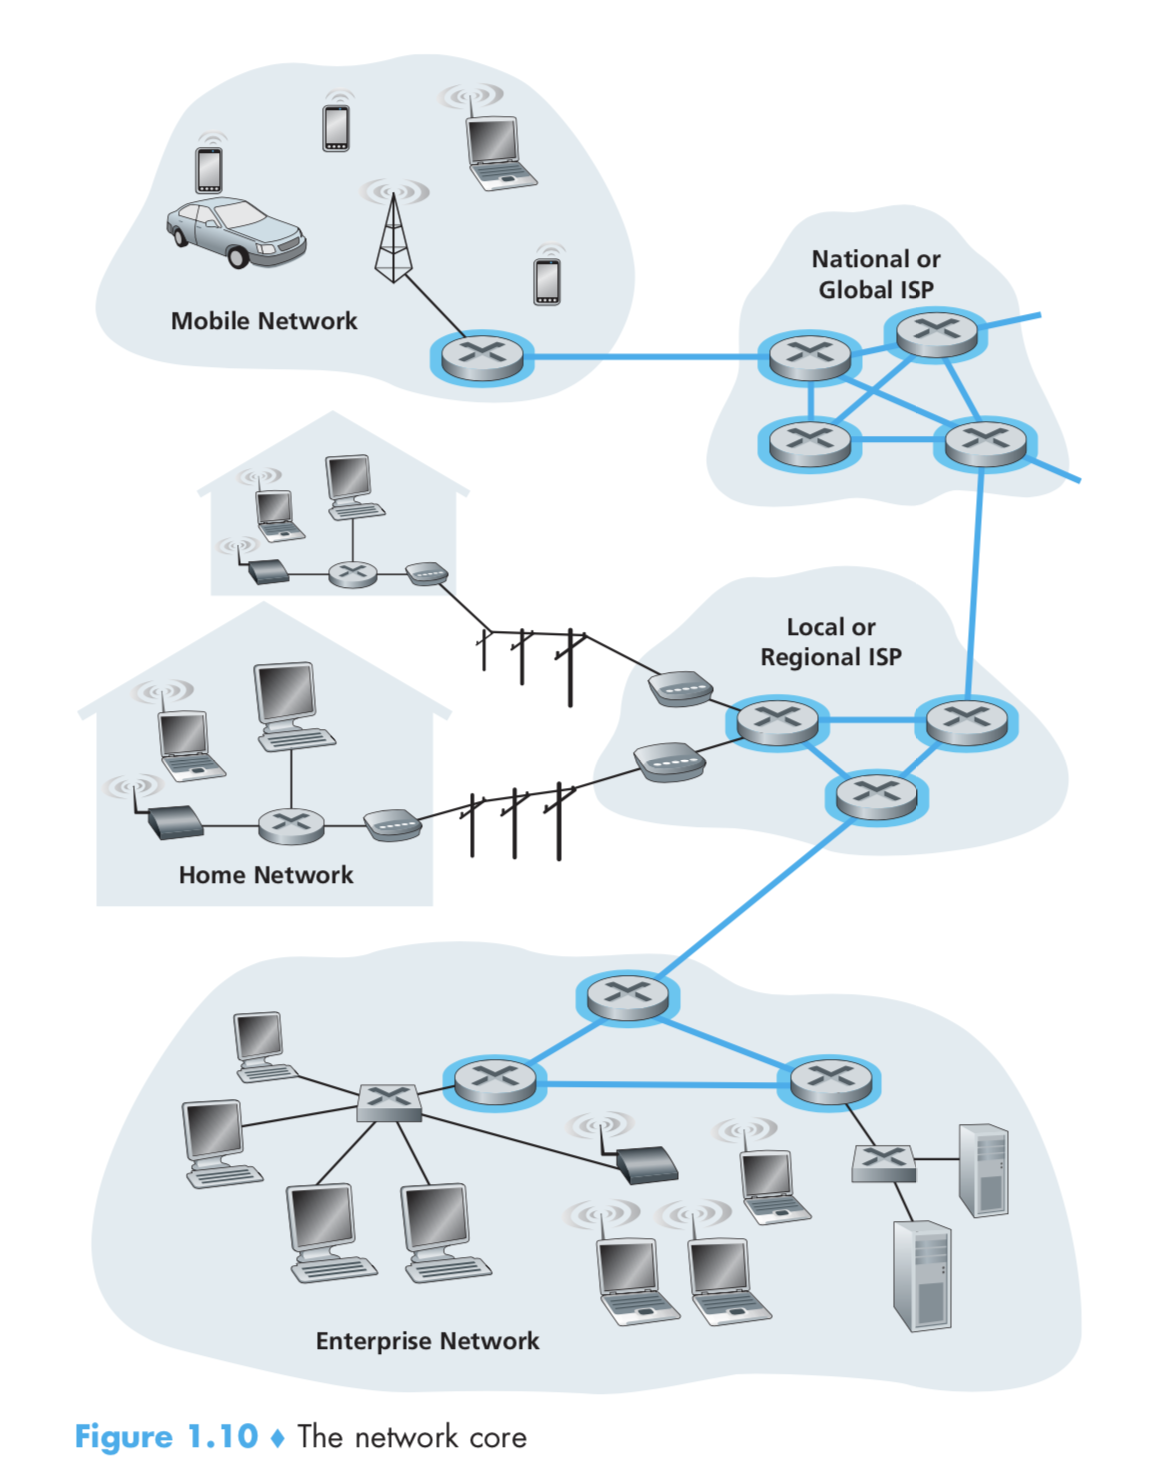 National or
Global ISP
Mobile Network
Local or
Regional ISP
Home Network
Enterprise Network
Figure 1.10 ♦ The network core